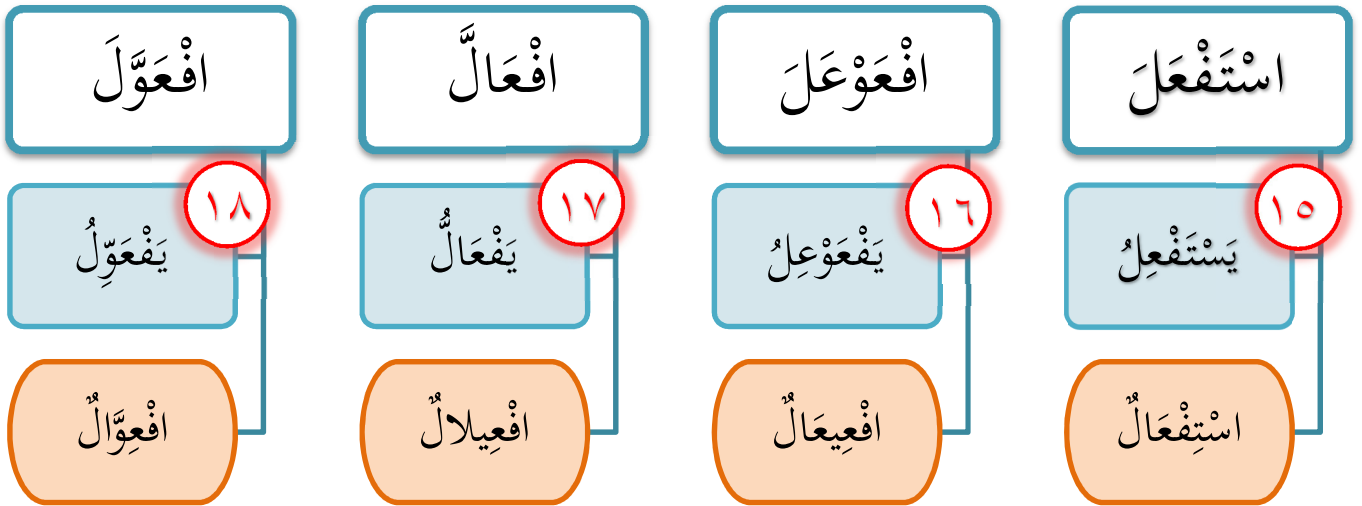 اسْتَفْعَلَ
١٥
يَسْتَفْعِلُ
اسْتِفْعَالٌ
افْعَوْعَلَ
١٦
يَفْعَوْعِلُ
افْعِيعَالٌ
افْعَالَّ
١٧
يَفْعَالُّ
افْعِيلالٌ
افْعَوَّلَ
١٨
يَفْعَوِّلُ
افْعِوَّالٌ